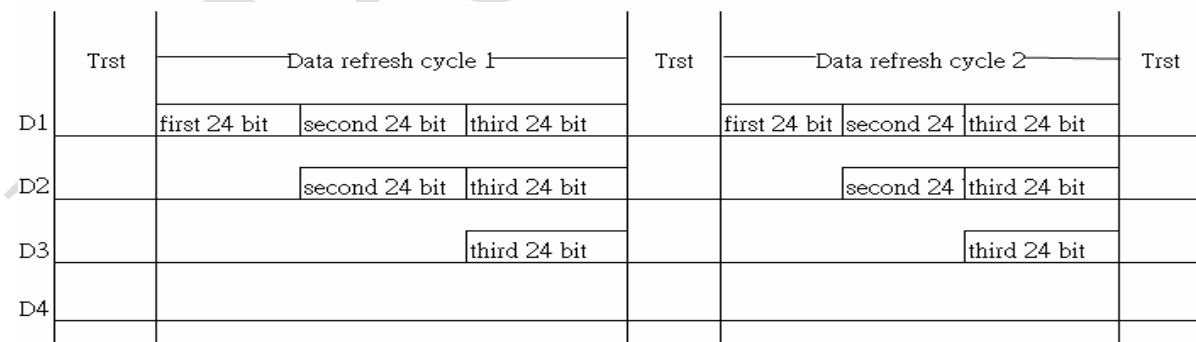 Trst Data refresh cycle 1 Trst Data refresh cycle 2 Trst
D1 first 24 bit second 24 bit third 24 bit first 24 bit second 24 third 24 bit
D2 second 24 bit third 24 bit second 24 third 24 bit
D3 third 24 bit third 24 bit
D4